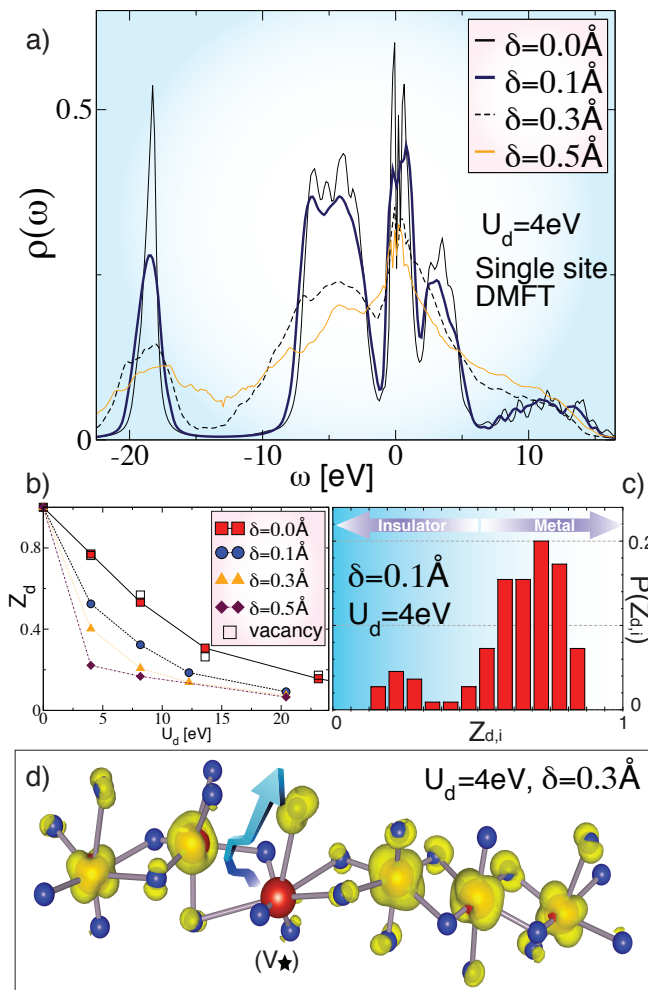 a)
0.5
0
ρ(ω)
δ=0.0Å
δ=0.1Å
δ=0.3Å
δ=0.5Å
U_d=4eV
Single site
DMFT
-20
-10
0
10
ω [eV]
b)
0.8
0.4
0
Z_d
δ=0.0Å
δ=0.1Å
δ=0.3Å
δ=0.5Å
vacancy
0
5
10
15
20
U_d [eV]
c)
Insulator
Metal
δ=0.1Å
U_d=4eV
0.2
0
P(Z_d,i)
0
1
Z_d,i
d)
U_d=4eV, δ=0.3Å
(V★)